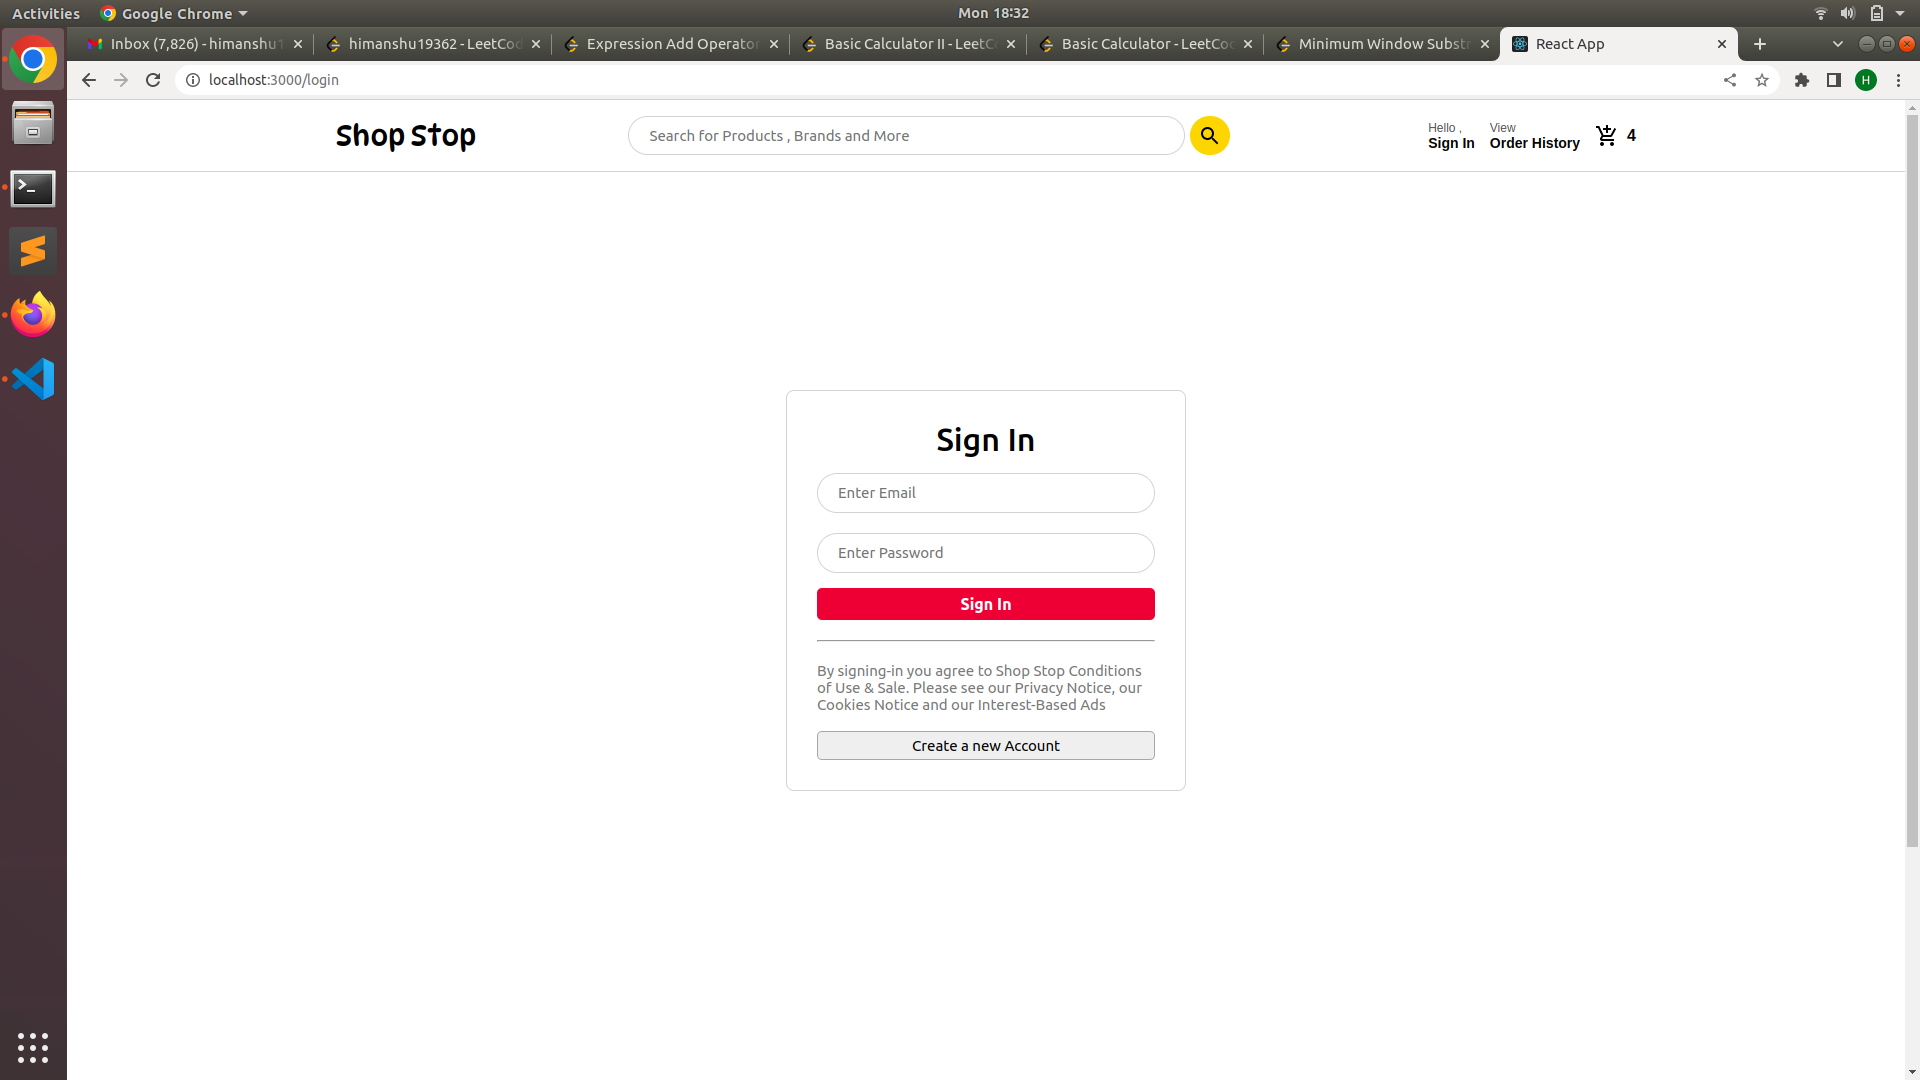 Activities
Google Chrome
Mon 18:32
Inbox (7,826) - himanshu1
himanshu19362 - LeetCod
Expression Add Operator
Basic Calculator II - LeetC
Basic Calculator - LeetCod
Minimum Window Substr
React App
localhost:3000/login
H
Shop Stop
Search for Products , Brands and More
Hello ,
Sign In
View
Order History
4
Sign In
Enter Email
Enter Password
Sign In
By signing-in you agree to Shop Stop Conditions
of Use & Sale. Please see our Privacy Notice, our
Cookies Notice and our Interest-Based Ads
Create a new Account